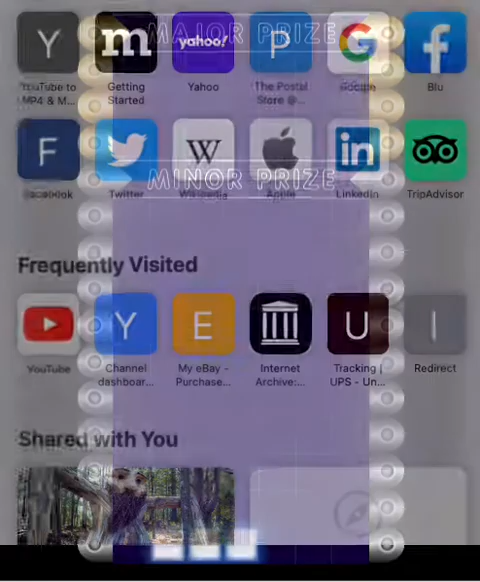 MAJOR PRIZE
Y m yahoo! P G f
YouTube to Getting Yahoo The Postal Google Blu
MP4 & M... Started Store @...
F W in
Facebook Twitter Wikipedia Apple LinkedIn TripAdvisor
MINOR PRIZE
Frequently Visited
Y E U I
YouTube Channel My eBay - Internet Tracking | Redirect
dashboar... Purchase... Archive:... UPS - Un...
Shared with You